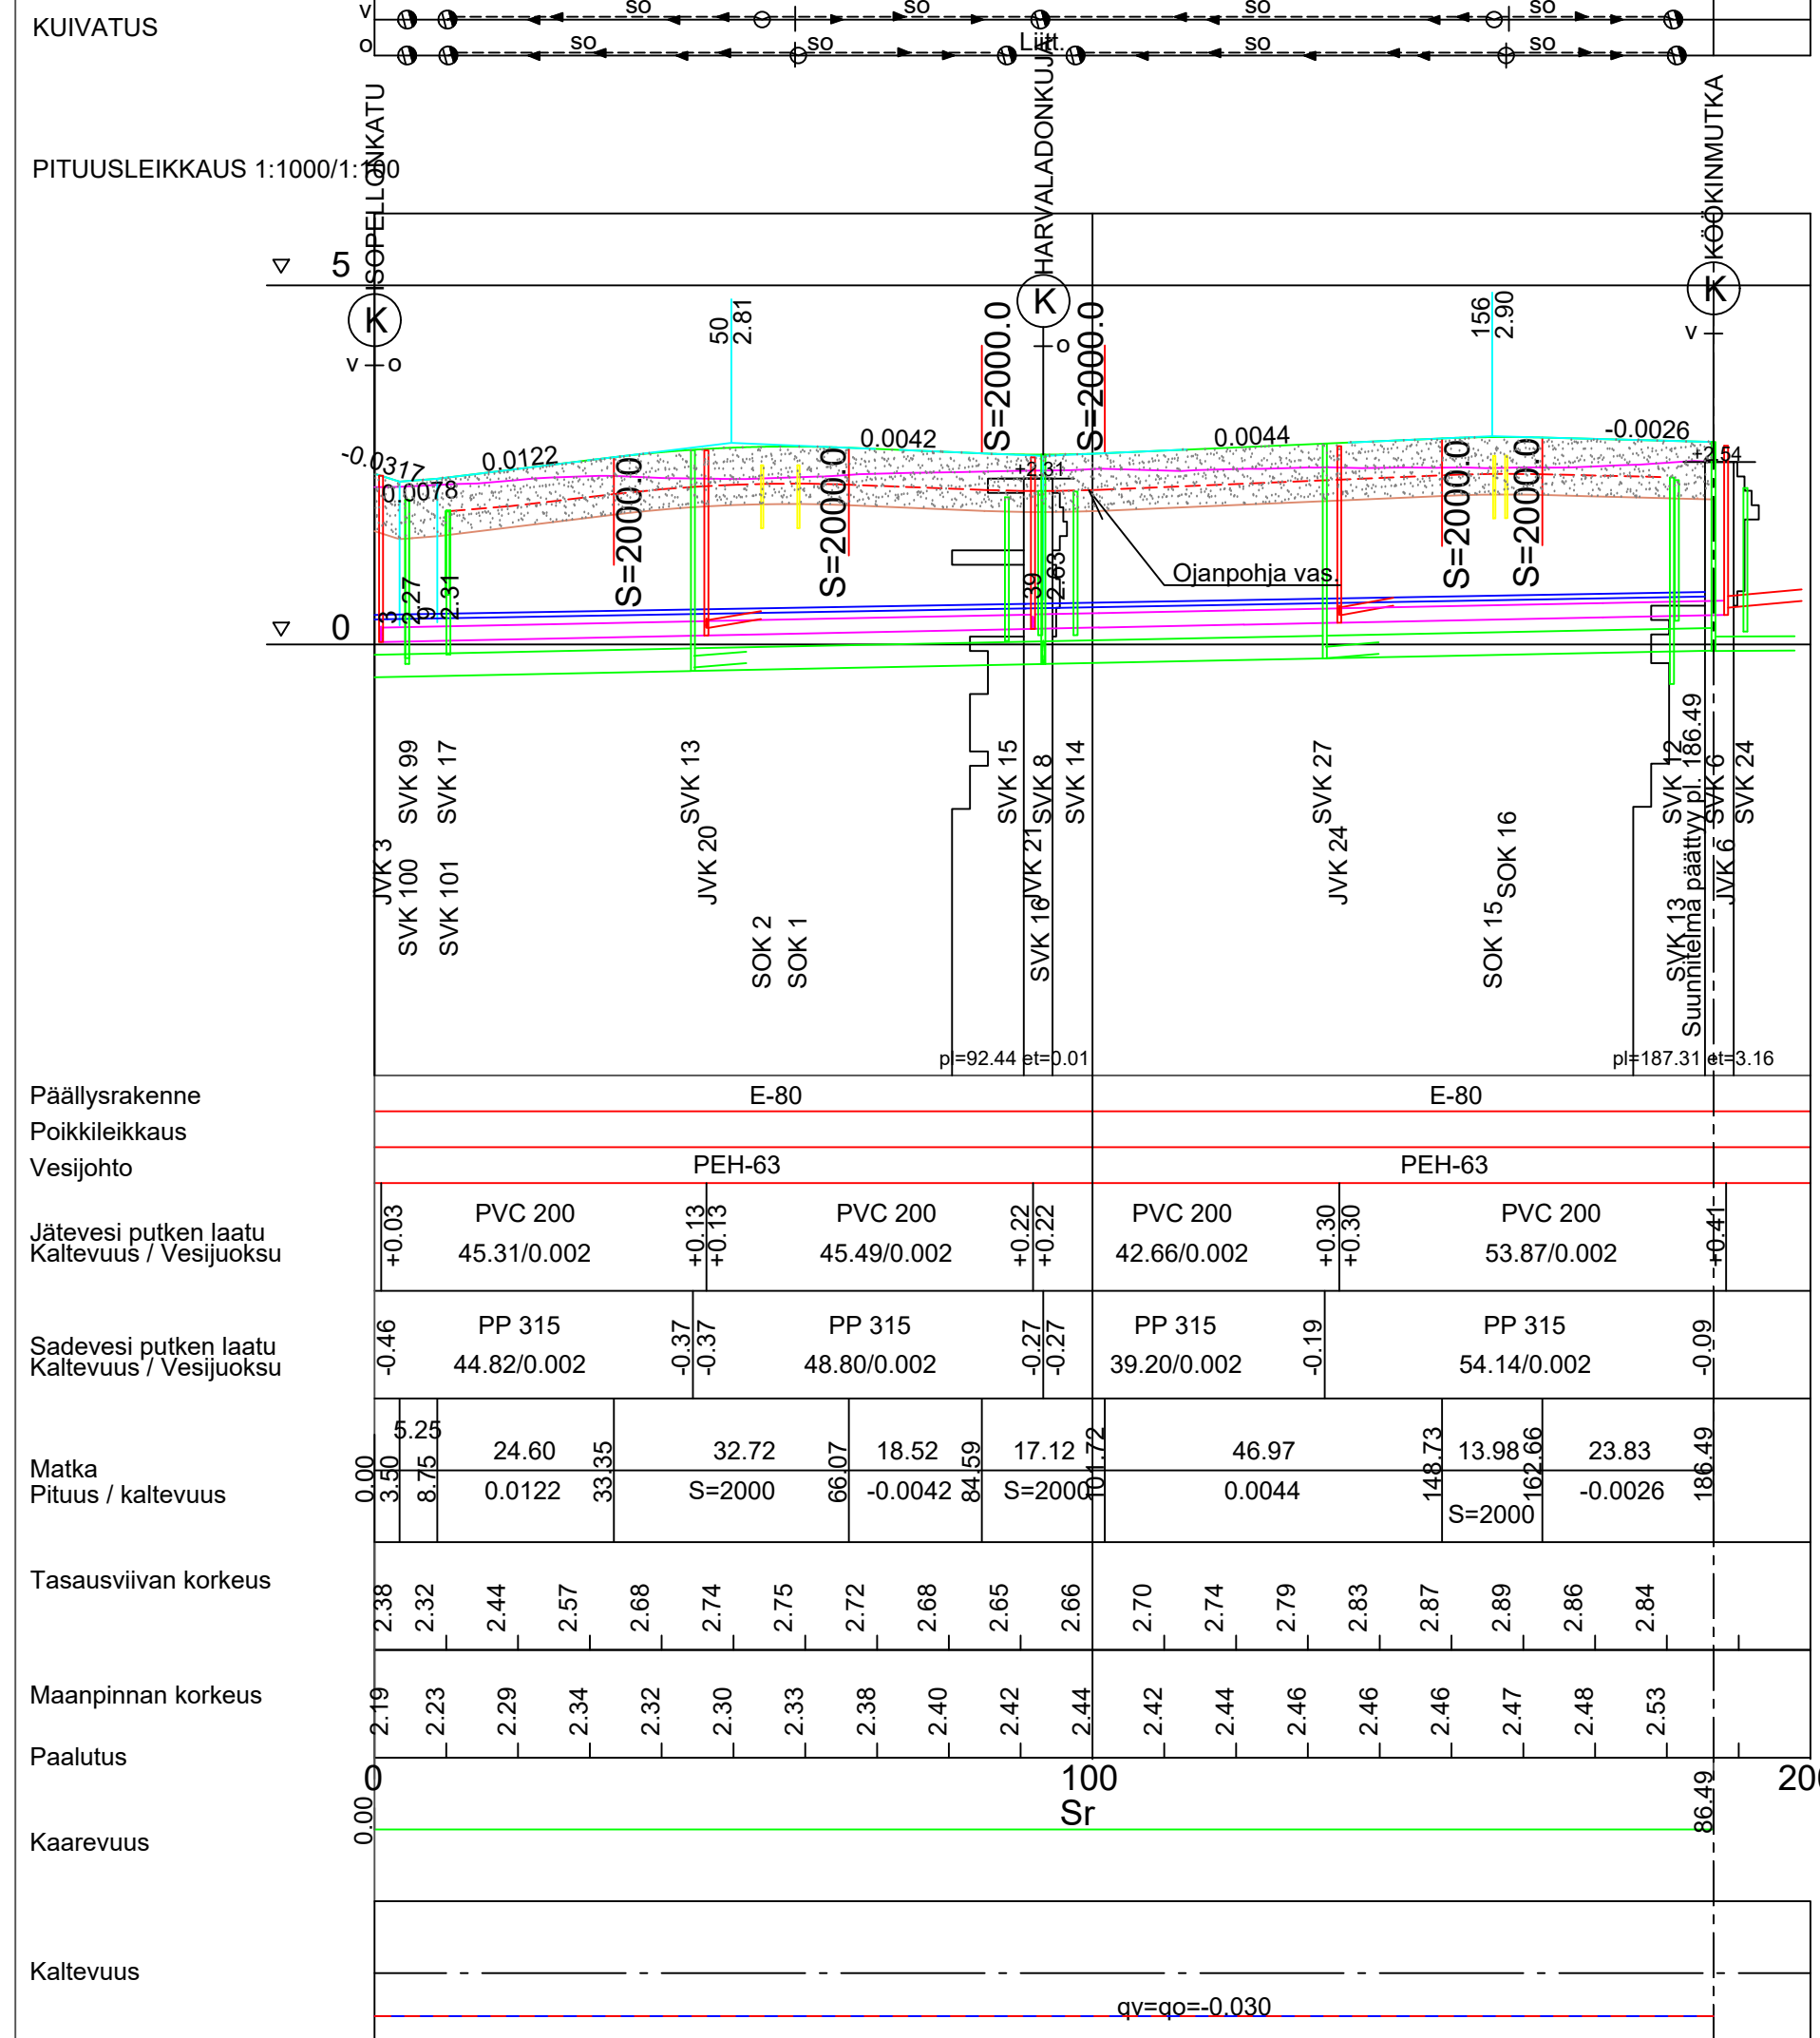 v so so so so
KUIVATUS
o so so Liitt. so so
ISOPELLONKATU HARVALADONKUJA KÖÖKINMUTKA
PITUUSLEIKKAUS 1:1000/1:100
5
K K K
v o o v
50 2.81 156 2.90
S=2000.0 S=2000.0
-0.0317 0.0122 0.0042 0.0044 -0.0026
0.0078 +2.31 +2.54
S=2000.0 S=2000.0 S=2000.0 S=2000.0
Ojanpohja vas.
3 2.27 9 2.31 39 2.63
0
SVK 99 SVK 17 SVK 13 SVK 15 SVK 8 SVK 14 SVK 27 SVK 12 SVK 6 SVK 24
JVK 3 JVK 20 JVK 21 JVK 24 SOK 16 JVK 6
SVK 100 SVK 101 SOK 2 SOK 1 SVK 16 SOK 15 SVK 13
Suunnitelma päättyy pl. 186.49
pl=92.44 et=0.01 pl=187.31 et=3.16
Päällysrakenne E-80 E-80
Poikkileikkaus
Vesijohto PEH-63 PEH-63
Jätevesi putken laatu PVC 200 PVC 200 PVC 200 PVC 200
Kaltevuus / Vesijuoksu +0.03 45.31/0.002 +0.13 +0.13 45.49/0.002 +0.22 +0.22 42.66/0.002 +0.30 +0.30 53.87/0.002 +0.41
Sadevesi putken laatu PP 315 PP 315 PP 315 PP 315
Kaltevuus / Vesijuoksu -0.46 44.82/0.002 -0.37 -0.37 48.80/0.002 -0.27 -0.27 39.20/0.002 -0.19 54.14/0.002 -0.09
Matka 5.25 24.60 32.72 18.52 17.12 46.97 13.98 23.83
0.00 3.50 8.75 33.35 66.07 84.59 101.72 148.73 162.66 186.49
Pituus / kaltevuus 0.0122 S=2000 -0.0042 S=2000 0.0044 S=2000 -0.0026
Tasausviivan korkeus 2.38 2.32 2.44 2.57 2.68 2.74 2.75 2.72 2.68 2.65 2.66 2.70 2.74 2.79 2.83 2.87 2.89 2.86 2.84
Maanpinnan korkeus 2.19 2.23 2.29 2.34 2.32 2.30 2.33 2.38 2.40 2.42 2.44 2.42 2.44 2.46 2.46 2.46 2.47 2.48 2.53
Paalutus
0 100 20
Sr
0.00 86.49
Kaarevuus
Kaltevuus
qv=qo=-0.030